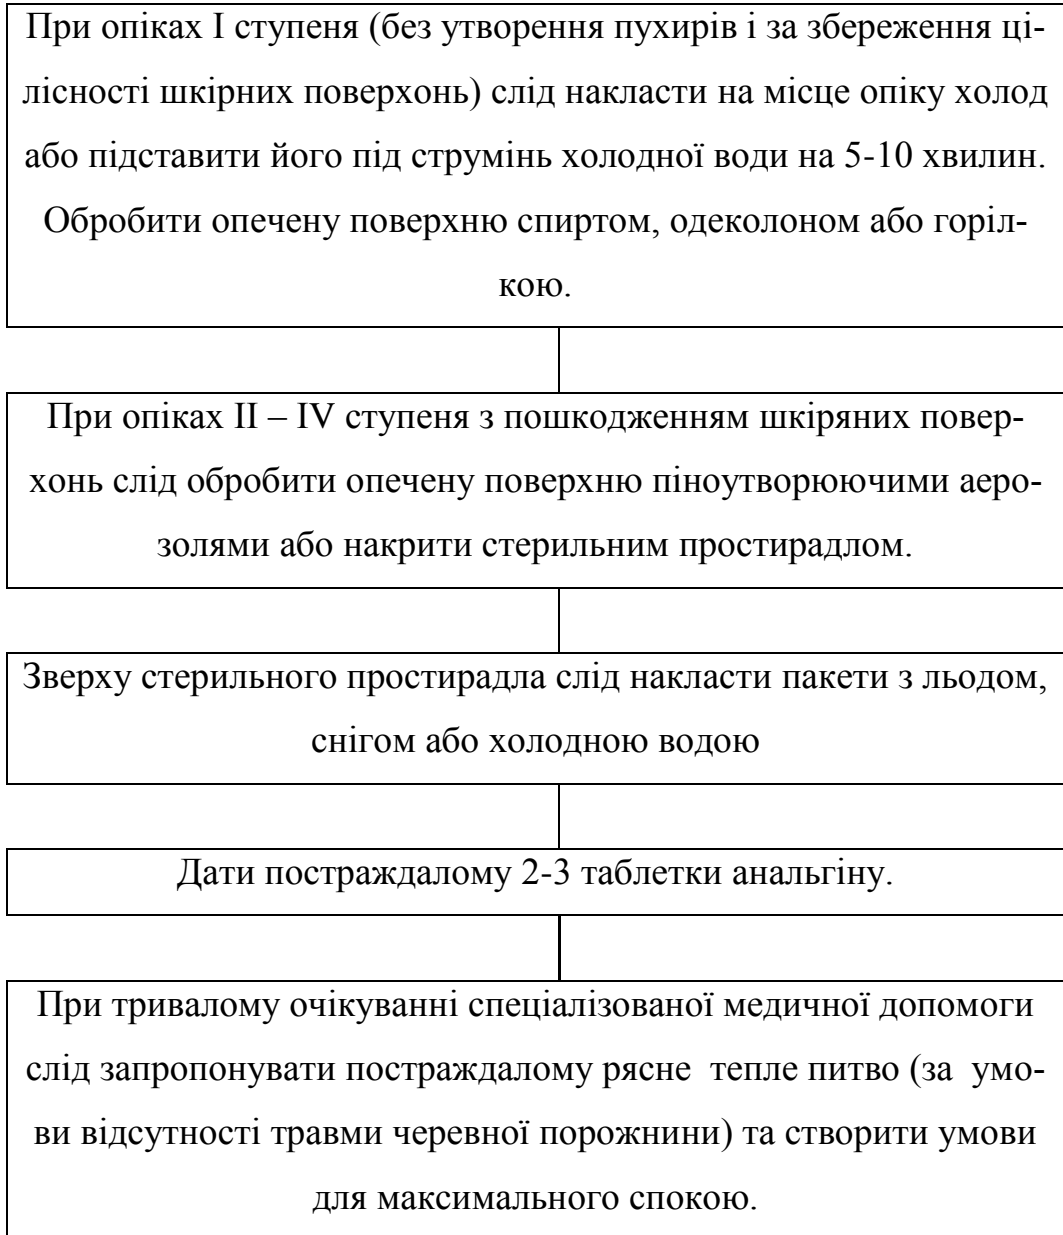 При опіках I ступеня (без утворення пухирів і за збереження ці-
лісності шкірних поверхонь) слід накласти на місце опіку холод
або підставити його під струмінь холодної води на 5-10 хвилин.
Обробити опечену поверхню спиртом, одеколоном або горіл-
кою.
При опіках II – IV ступеня з пошкодженням шкіряних повер-
хонь слід обробити опечену поверхню піноутворюючими аеро-
золями або накрити стерильним простирадлом.
Зверху стерильного простирадла слід накласти пакети з льодом,
снігом або холодною водою
Дати постраждалому 2-3 таблетки анальгіну.
При тривалому очікуванні спеціалізованої медичної допомоги
слід запропонувати постраждалому рясне тепле питво (за умо-
ви відсутності травми черевної порожнини) та створити умови
для максимального спокою.